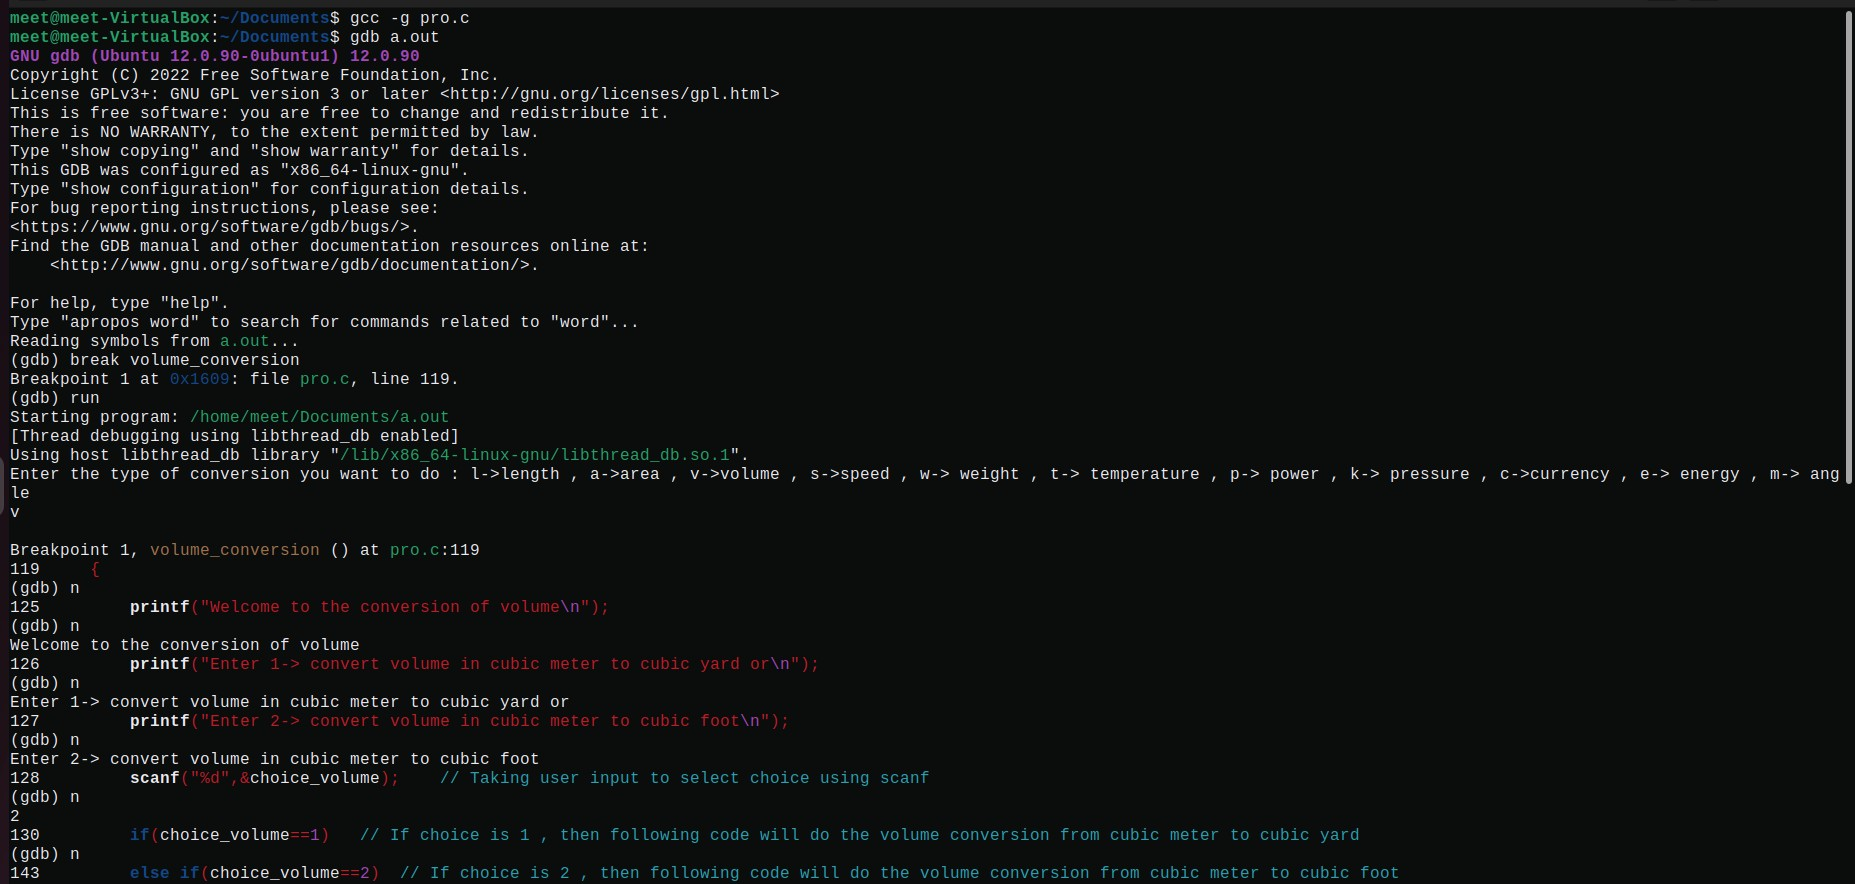 meet@meet-VirtualBox:~/Documents$ gcc -g pro.c
meet@meet-VirtualBox:~/Documents$ gdb a.out
GNU gdb (Ubuntu 12.0.90-0ubuntu1) 12.0.90
Copyright (C) 2022 Free Software Foundation, Inc.
License GPLv3+: GNU GPL version 3 or later <http://gnu.org/licenses/gpl.html>
This is free software: you are free to change and redistribute it.
There is NO WARRANTY, to the extent permitted by law.
Type "show copying" and "show warranty" for details.
This GDB was configured as "x86_64-linux-gnu".
Type "show configuration" for configuration details.
For bug reporting instructions, please see:
<https://www.gnu.org/software/gdb/bugs/>.
Find the GDB manual and other documentation resources online at:
    <http://www.gnu.org/software/gdb/documentation/>.

For help, type "help".
Type "apropos word" to search for commands related to "word"...
Reading symbols from a.out...
(gdb) break volume_conversion
Breakpoint 1 at 0x1609: file pro.c, line 119.
(gdb) run
Starting program: /home/meet/Documents/a.out
[Thread debugging using libthread_db enabled]
Using host libthread_db library "/lib/x86_64-linux-gnu/libthread_db.so.1".
Enter the type of conversion you want to do : l->length , a->area , v->volume , s->speed , w-> weight , t-> temperature , p-> power , k-> pressure , c->currency , e-> energy , m-> ang
le
v

Breakpoint 1, volume_conversion () at pro.c:119
119     {
(gdb) n
125         printf("Welcome to the conversion of volume\n");
(gdb) n
Welcome to the conversion of volume
126         printf("Enter 1-> convert volume in cubic meter to cubic yard or\n");
(gdb) n
Enter 1-> convert volume in cubic meter to cubic yard or
127         printf("Enter 2-> convert volume in cubic meter to cubic foot\n");
(gdb) n
Enter 2-> convert volume in cubic meter to cubic foot
128         scanf("%d",&choice_volume);    // Taking user input to select choice using scanf
(gdb) n
2
130         if(choice_volume==1)   // If choice is 1 , then following code will do the volume conversion from cubic meter to cubic yard
(gdb) n
143         else if(choice_volume==2)  // If choice is 2 , then following code will do the volume conversion from cubic meter to cubic foot